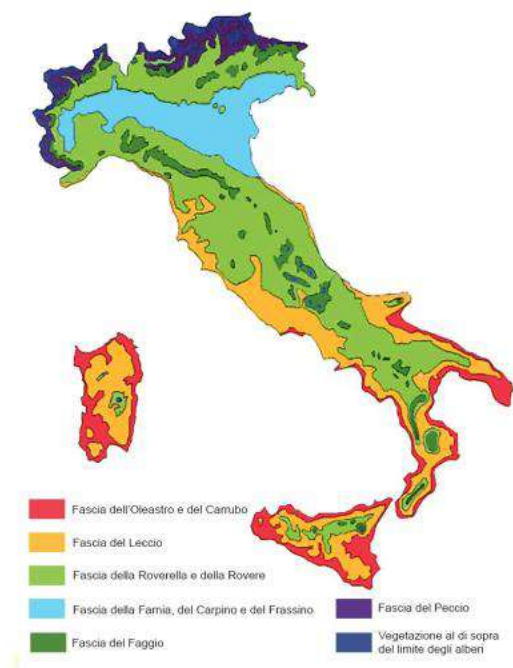 Fascia dell'Oleastro e del Carrubo
Fascia del Leccio
Fascia della Roverella e della Rovere
Fascia della Farnia, del Carpino e del Frassino
Fascia del Faggio
Fascia del Peccio
Vegetazione al di sopra
del limite degli alberi